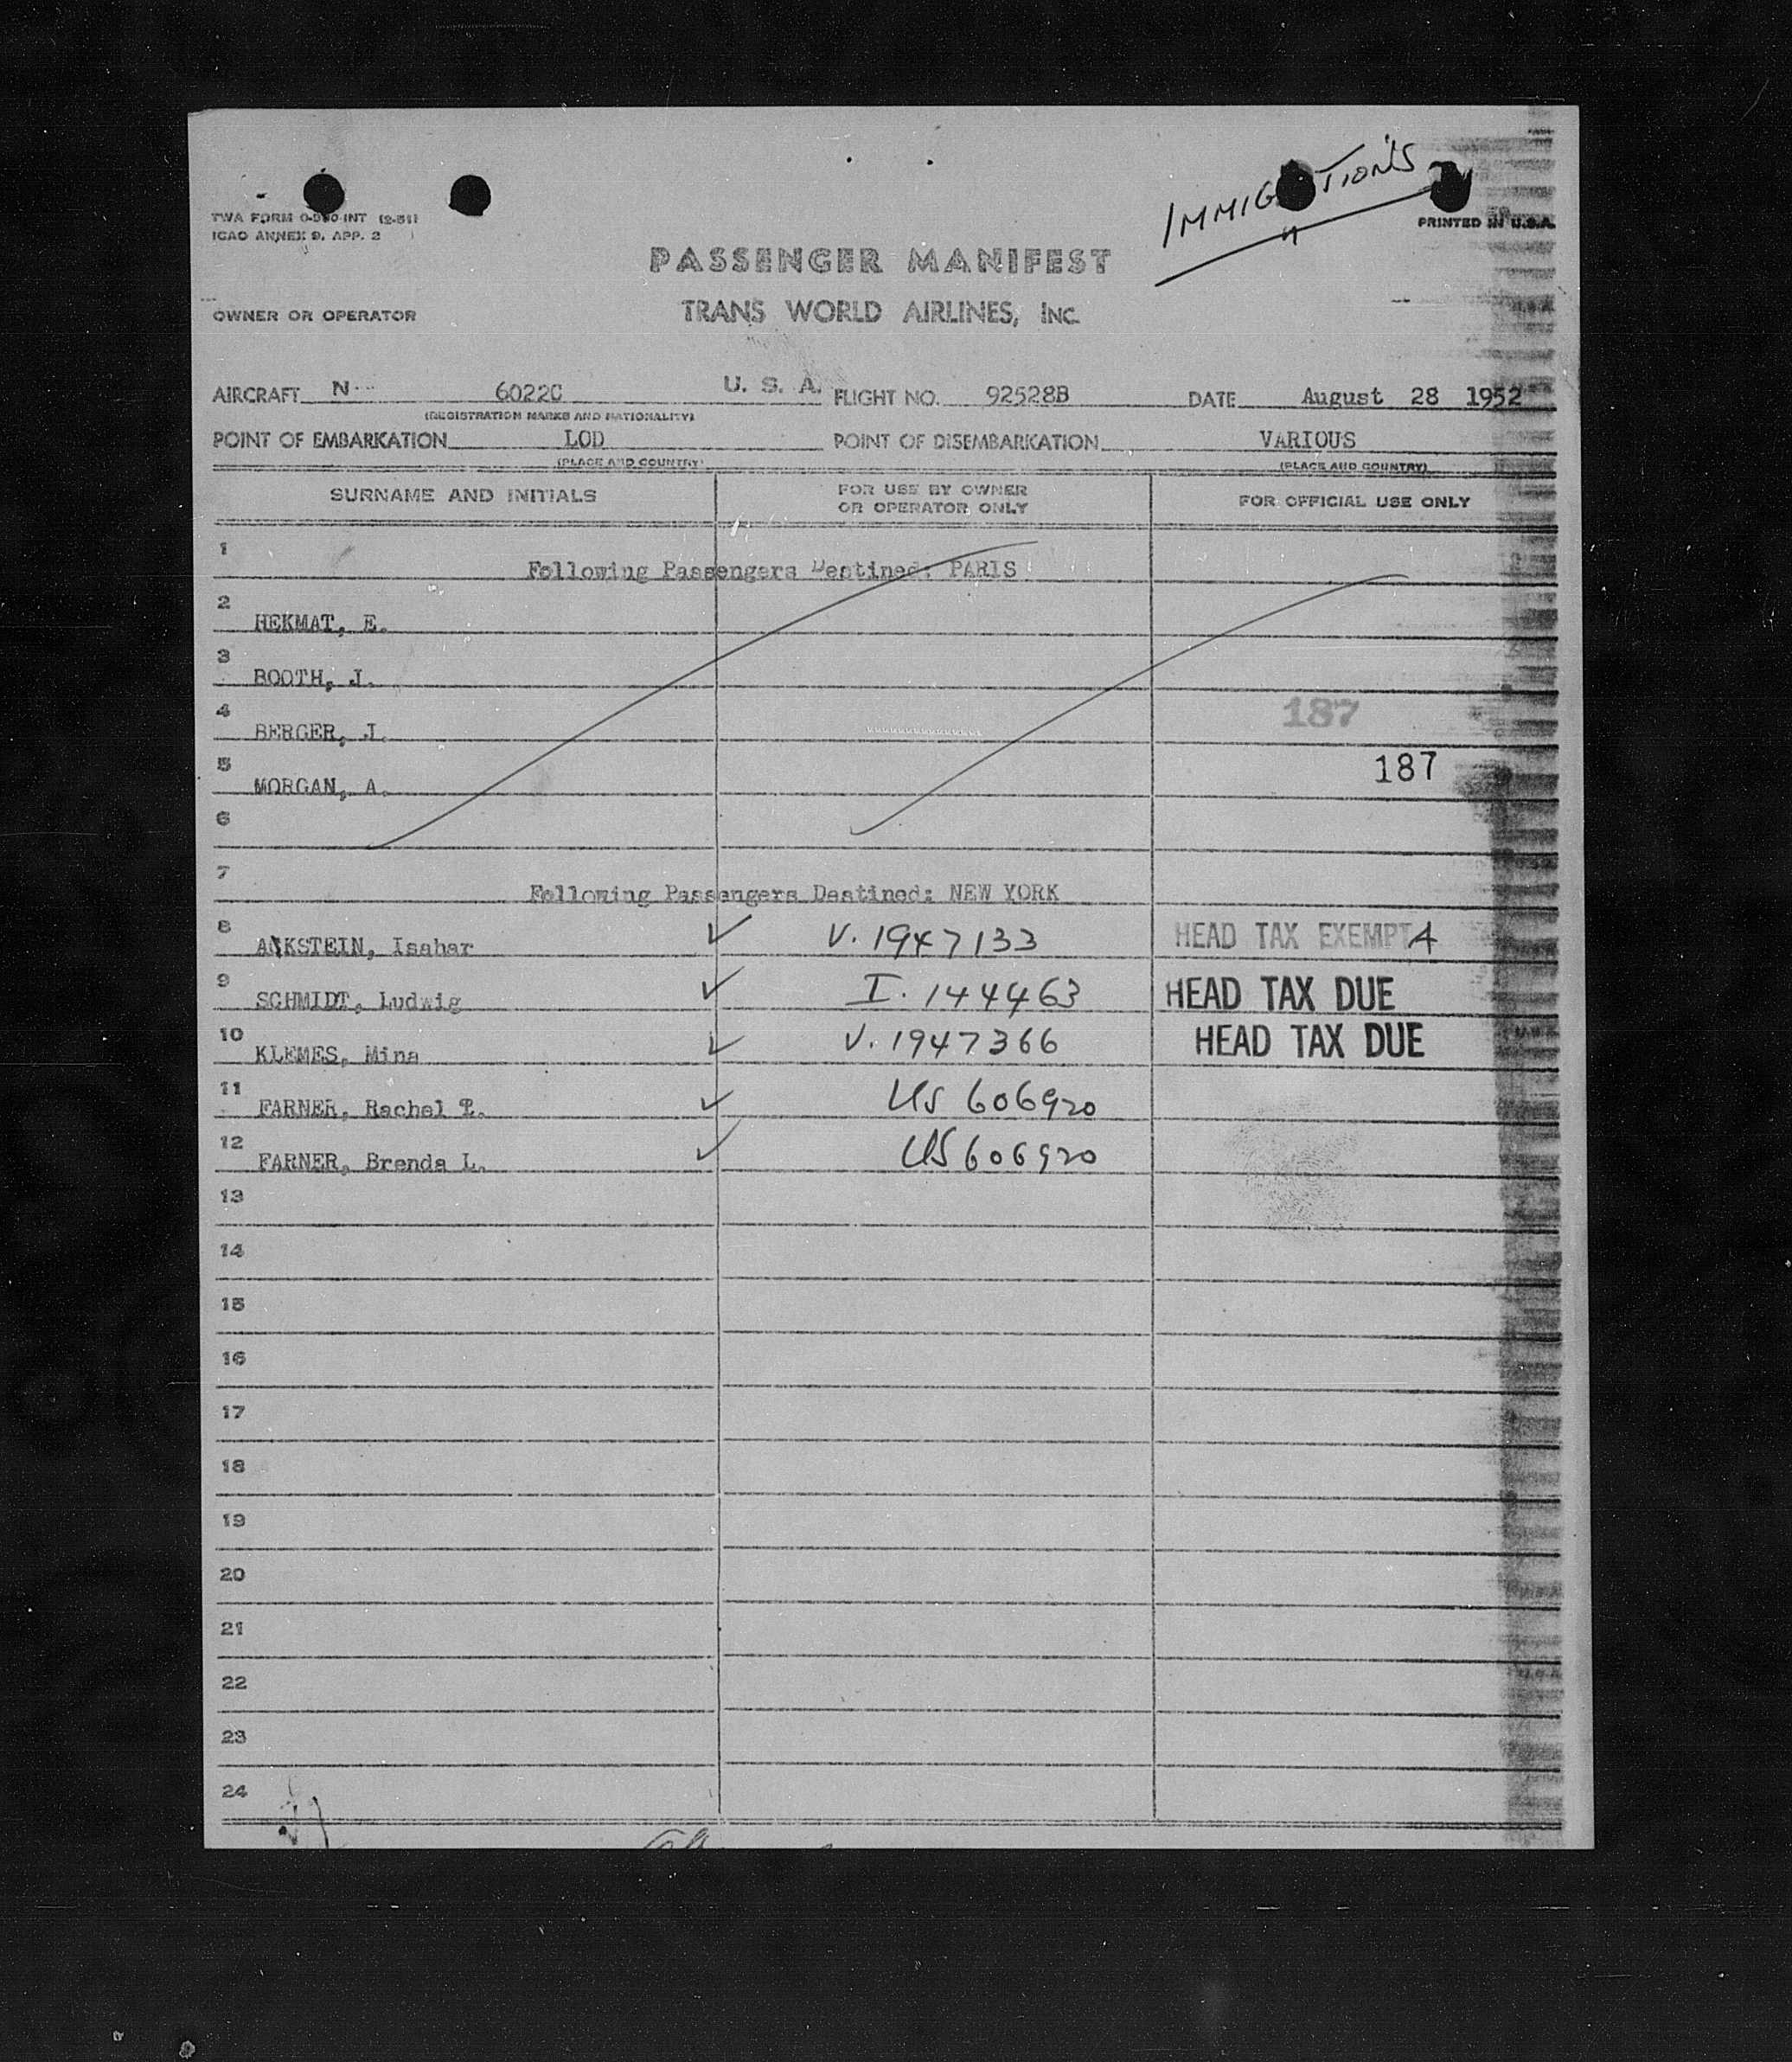 IMMIGRATIONS
TWA FORM 0-990-INT (2-51)
ICAO ANNEX 9, APP. 2
PRINTED IN U.S.A.
PASSENGER MANIFEST
OWNER OR OPERATOR TRANS WORLD AIRLINES, INC.
AIRCRAFT N 6022C U. S. A. FLIGHT NO. 92528B DATE August 28 1952
(REGISTRATION MARKS AND NATIONALITY)
POINT OF EMBARKATION LOD POINT OF DISEMBARKATION VARIOUS
(PLACE AND COUNTRY) (PLACE AND COUNTRY)
SURNAME AND INITIALS FOR USE BY OWNER OR OPERATOR ONLY FOR OFFICIAL USE ONLY
1 Following Passengers Destined: PARIS
2 HEKMAT, E.
3 BOOTH, J.
4 BERGER, I. 187
5 MORGAN, A. 187
6
7 Following Passengers Destined: NEW YORK
8 ACKSTEIN, Isahar ✓ V. 1947133 HEAD TAX EXEMPT A
9 SCHMIDT, Ludwig ✓ I. 144463 HEAD TAX DUE
10 KLEMES, Mina ✓ V. 1947366 HEAD TAX DUE
11 FARNER, Rachel T. ✓ US 606920
12 FARNER, Brenda L. ✓ US 606920
13
14
15
16
17
18
19
20
21
22
23
24